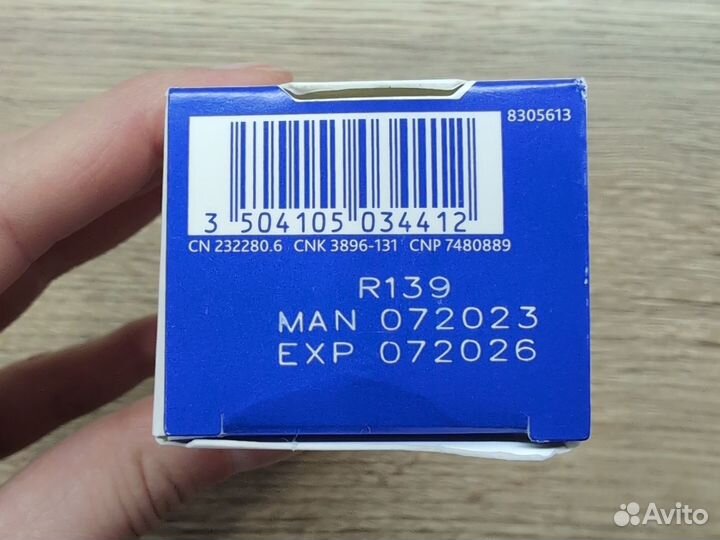 8305613
3 504105 034412
CN 232280.6 CNK 3896-131 CNP 7480889
R139
MAN 072023
EXP 072026
Avito